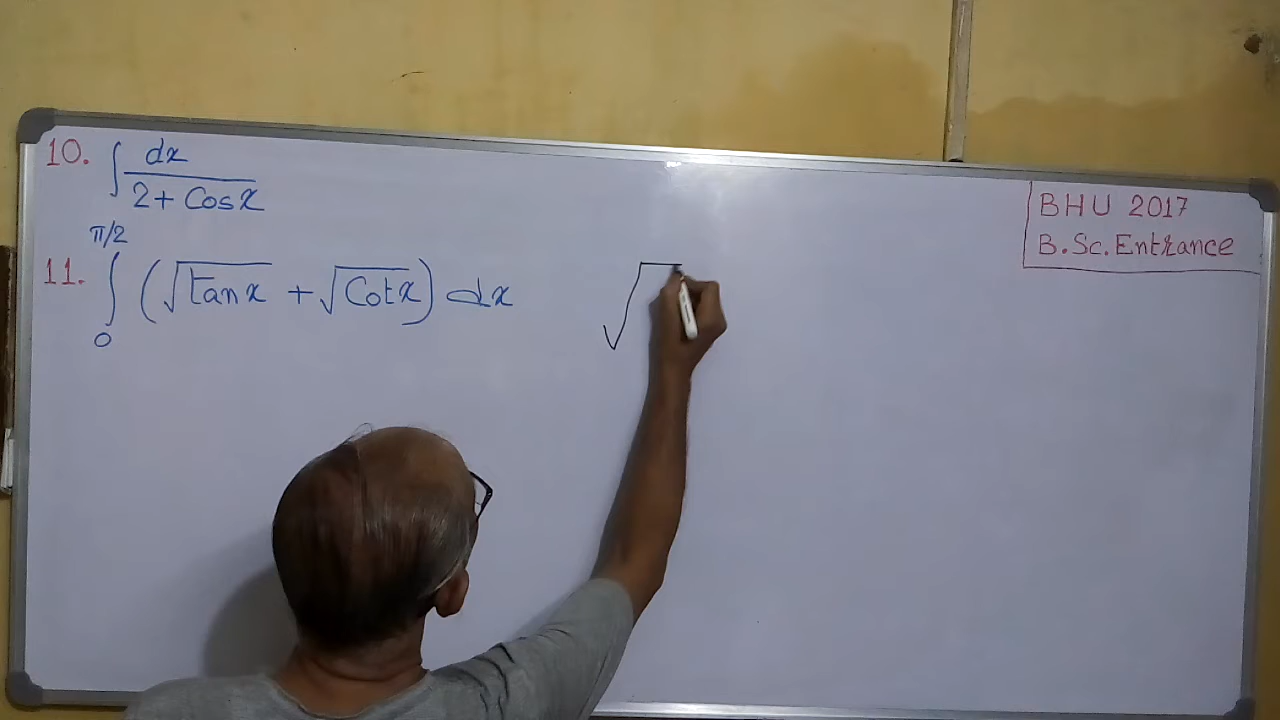 10. ∫ dx / (2 + Cos x)
BHU 2017
B.Sc. Entrance
11. ∫₀^(π/2) (√(tan x) + √(Cot x)) dx
√